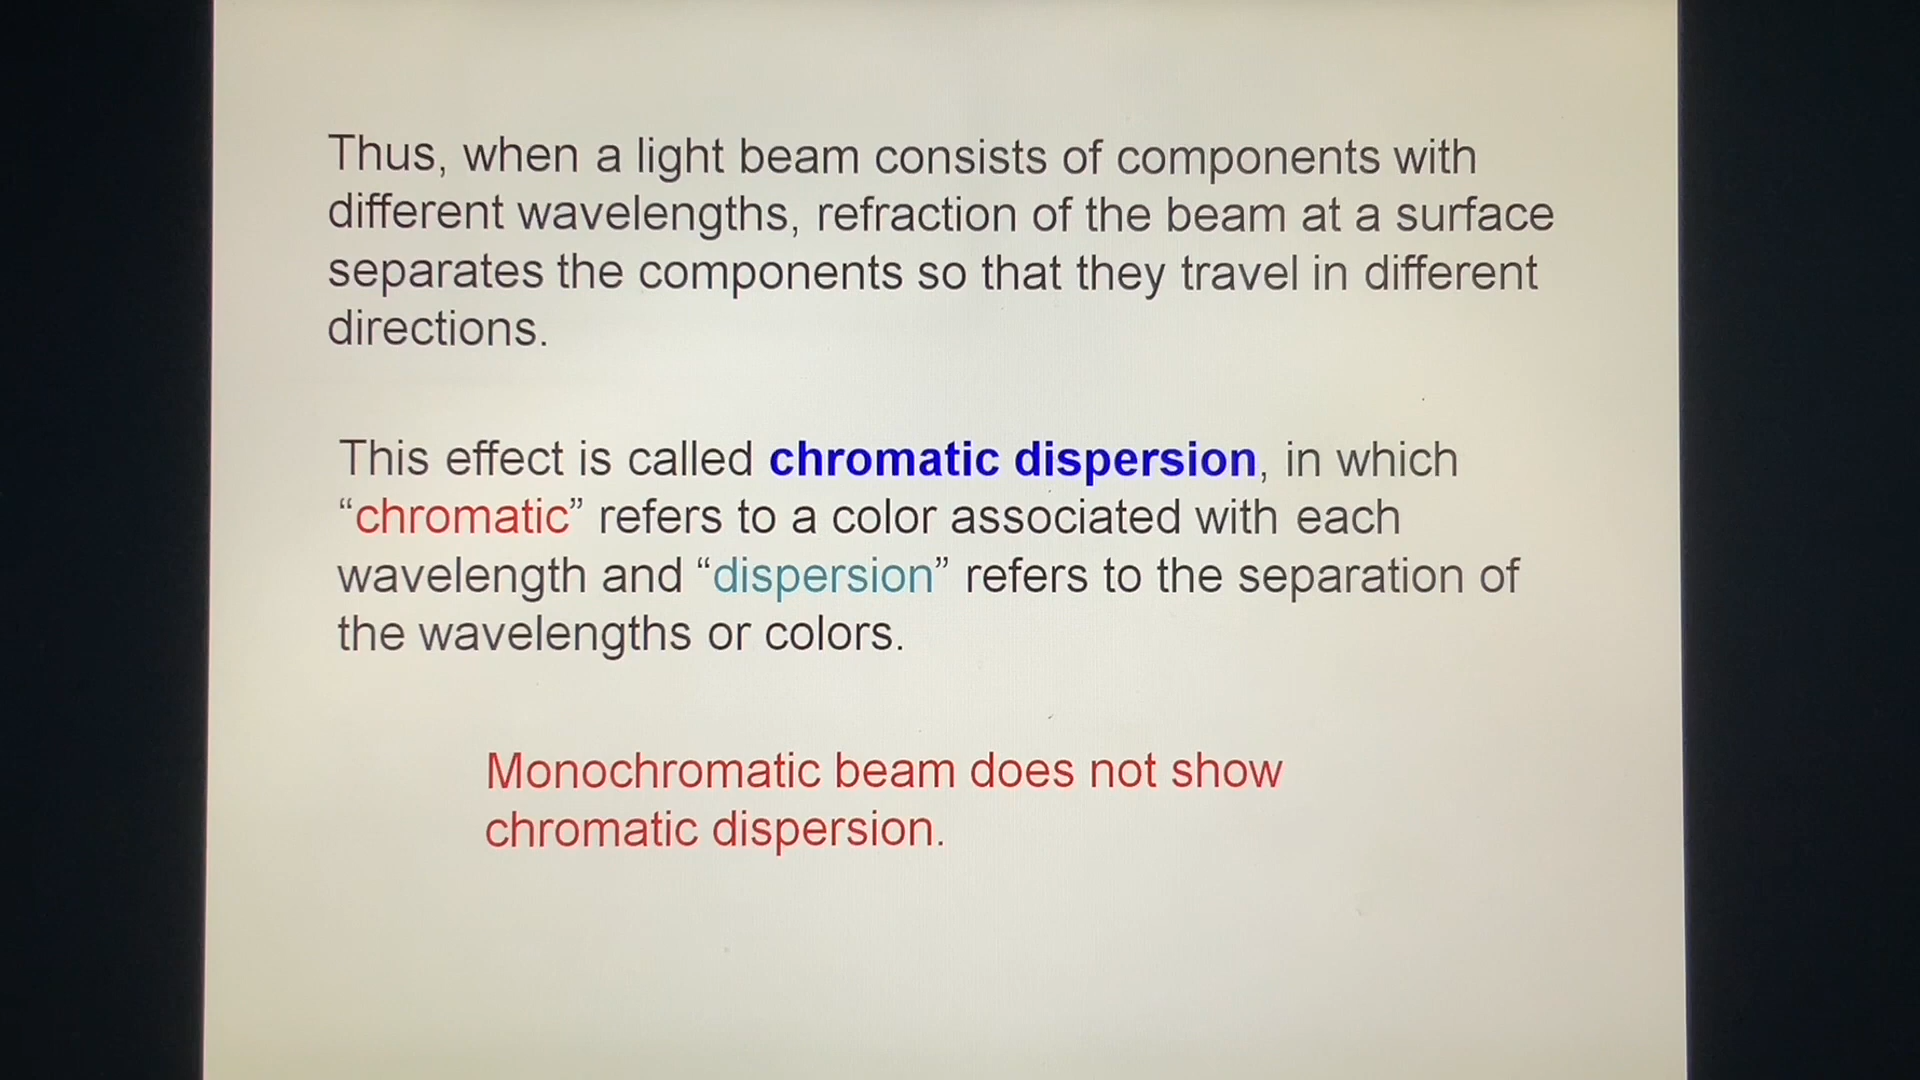 Thus, when a light beam consists of components with
different wavelengths, refraction of the beam at a surface
separates the components so that they travel in different
directions.
This effect is called chromatic dispersion, in which
“chromatic” refers to a color associated with each
wavelength and “dispersion” refers to the separation of
the wavelengths or colors.
Monochromatic beam does not show
chromatic dispersion.